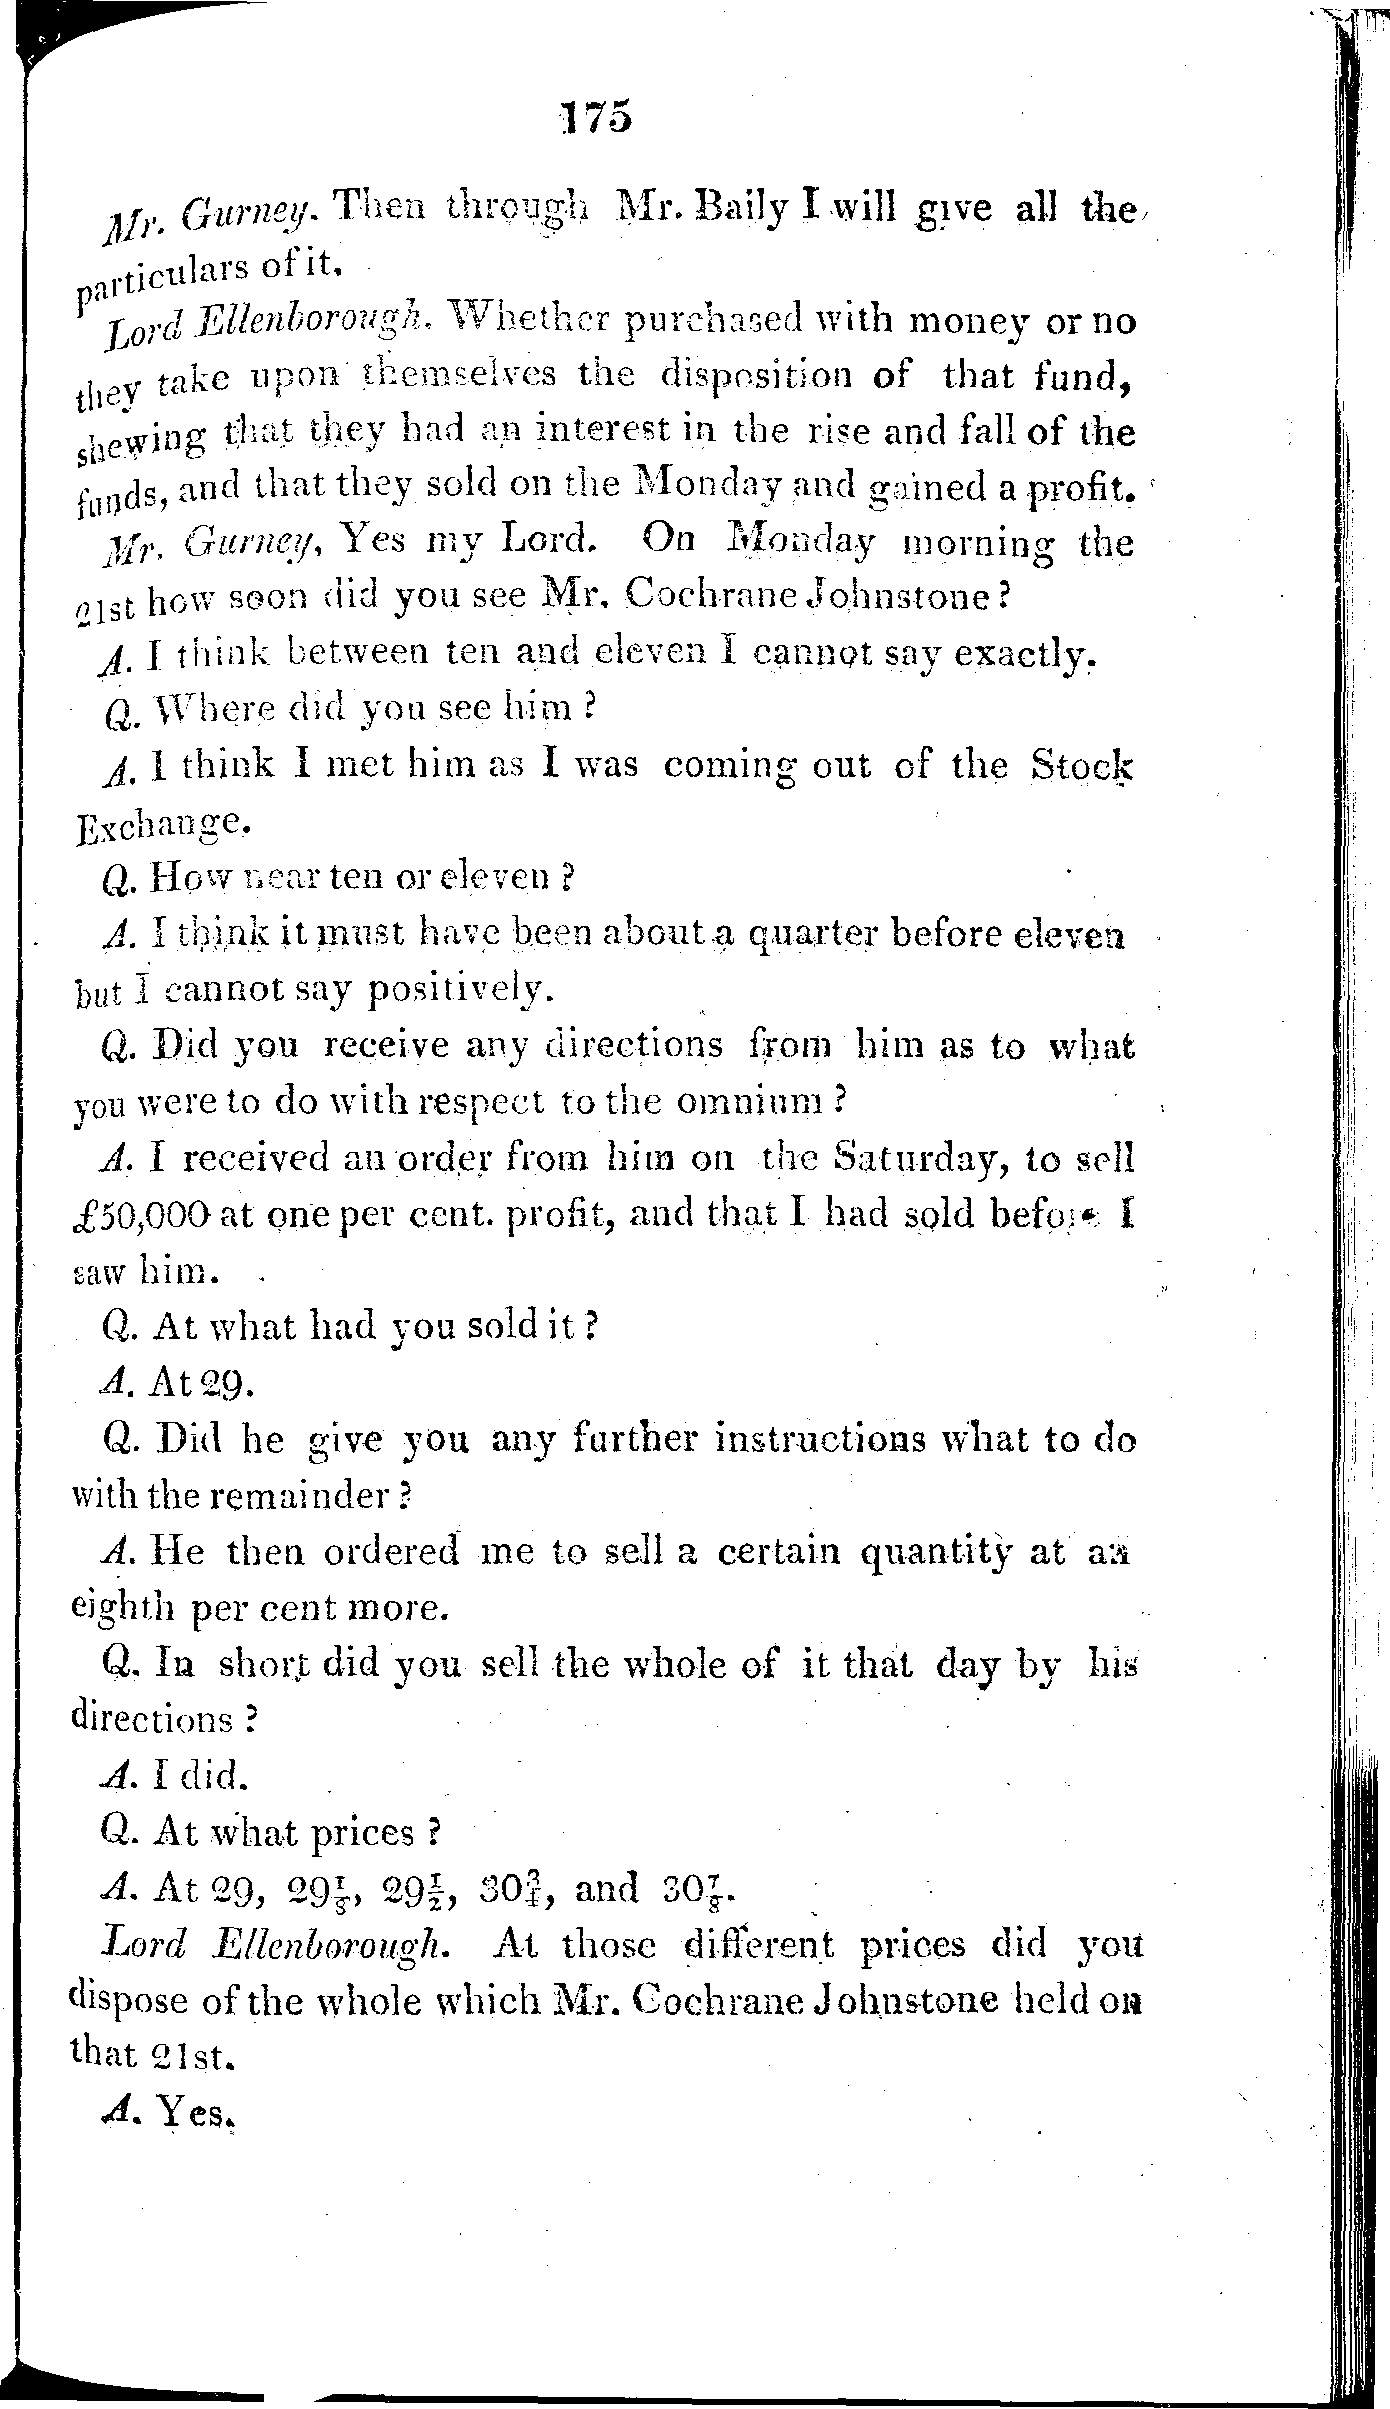 175
Mr. Gurney. Then through Mr. Baily I will give all the
particulars of it.
Lord Ellenborough. Whether purchased with money or no
they take upon themselves the disposition of that fund,
shewing that they had an interest in the rise and fall of the
funds, and that they sold on the Monday and gained a profit.
Mr. Gurney, Yes my Lord. On Monday morning the
21st how soon did you see Mr. Cochrane Johnstone?
A. I think between ten and eleven I cannot say exactly.
Q. Where did you see him?
A. I think I met him as I was coming out of the Stock
Exchange.
Q. How near ten or eleven?
A. I think it must have been about a quarter before eleven
but I cannot say positively.
Q. Did you receive any directions from him as to what
you were to do with respect to the omnium?
A. I received an order from him on the Saturday, to sell
£50,000 at one per cent. profit, and that I had sold before I
saw him.
Q. At what had you sold it?
A. At 29.
Q. Did he give you any further instructions what to do
with the remainder?
A. He then ordered me to sell a certain quantity at an
eighth per cent more.
Q. In short did you sell the whole of it that day by his
directions?
A. I did.
Q. At what prices?
A. At 29, 29⅛, 29½, 30¾, and 30⅞.
Lord Ellenborough. At those different prices did you
dispose of the whole which Mr. Cochrane Johnstone held on
that 21st.
A. Yes.